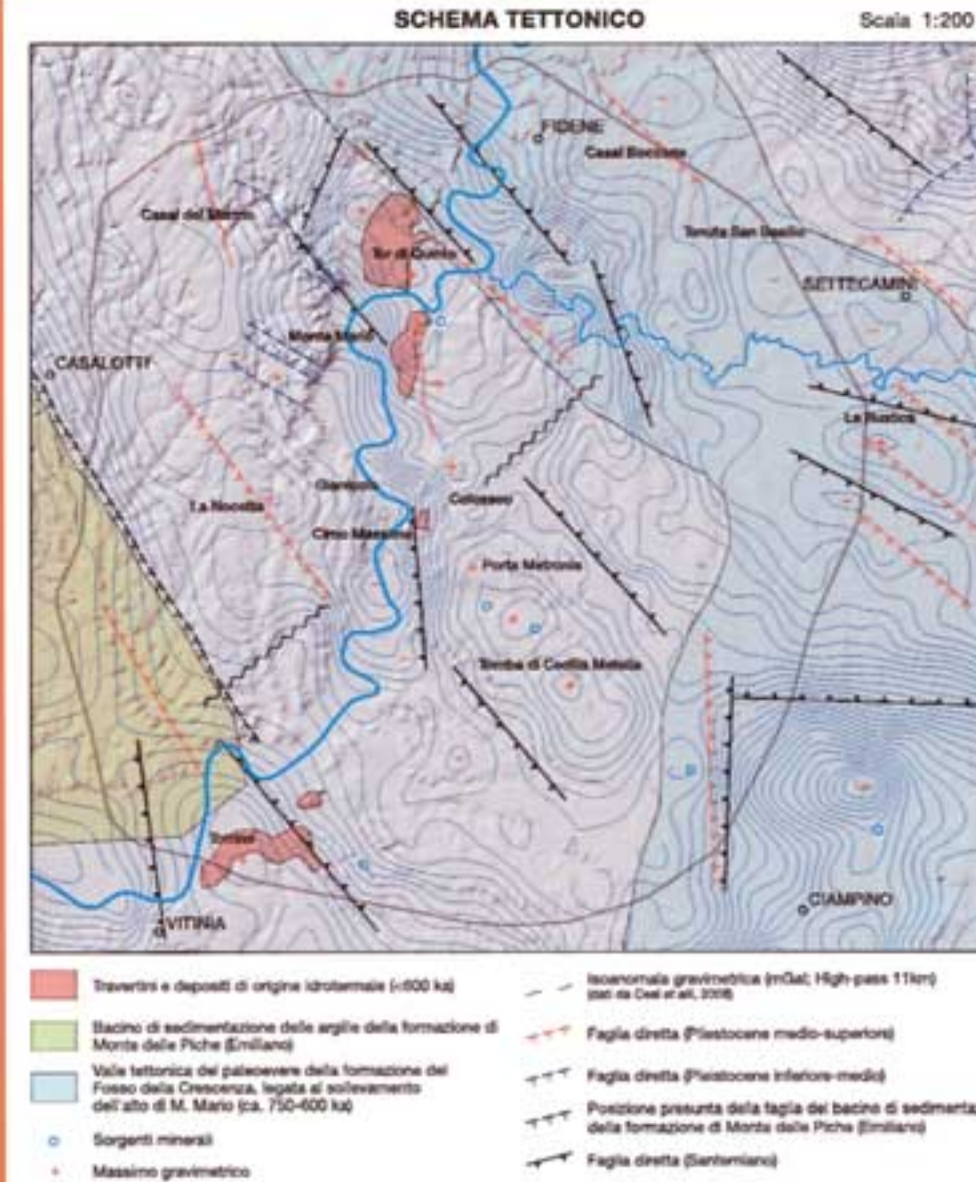 SCHEMA TETTONICO
Scala 1:200
FIDENE
Casal Boccone
Casal del Marmo
Tor di Quinto
Tenuta San Basilio
SETTECAMINI
Monte Mario
CASALOTTI
La Rustica
Gianicolo
Colosseo
La Nocetta
Circo Massimo
Porta Metronia
Tomba di Cecilia Metella
CIAMPINO
VITINIA
Travertini e depositi di origine idrotermale (<600 ka)
Bacino di sedimentazione delle argille della formazione di
Monte delle Piche (Emiliano)
Valle tettonica del paleotevere della formazione del
Fosso della Crescenza, legata al sollevamento
dell'alto di M. Mario (ca. 750-600 ka)
Sorgenti minerali
Massimo gravimetrico
Isoanomala gravimetrica (mGal; High-pass 11km)
Faglia diretta (Pleistocene medio-superiore)
Faglia diretta (Pleistocene inferiore-medio)
Posizione presunta della faglia del bacino di sedimenta
della formazione di Monte delle Piche (Emiliano)
Faglia diretta (Santerniano)